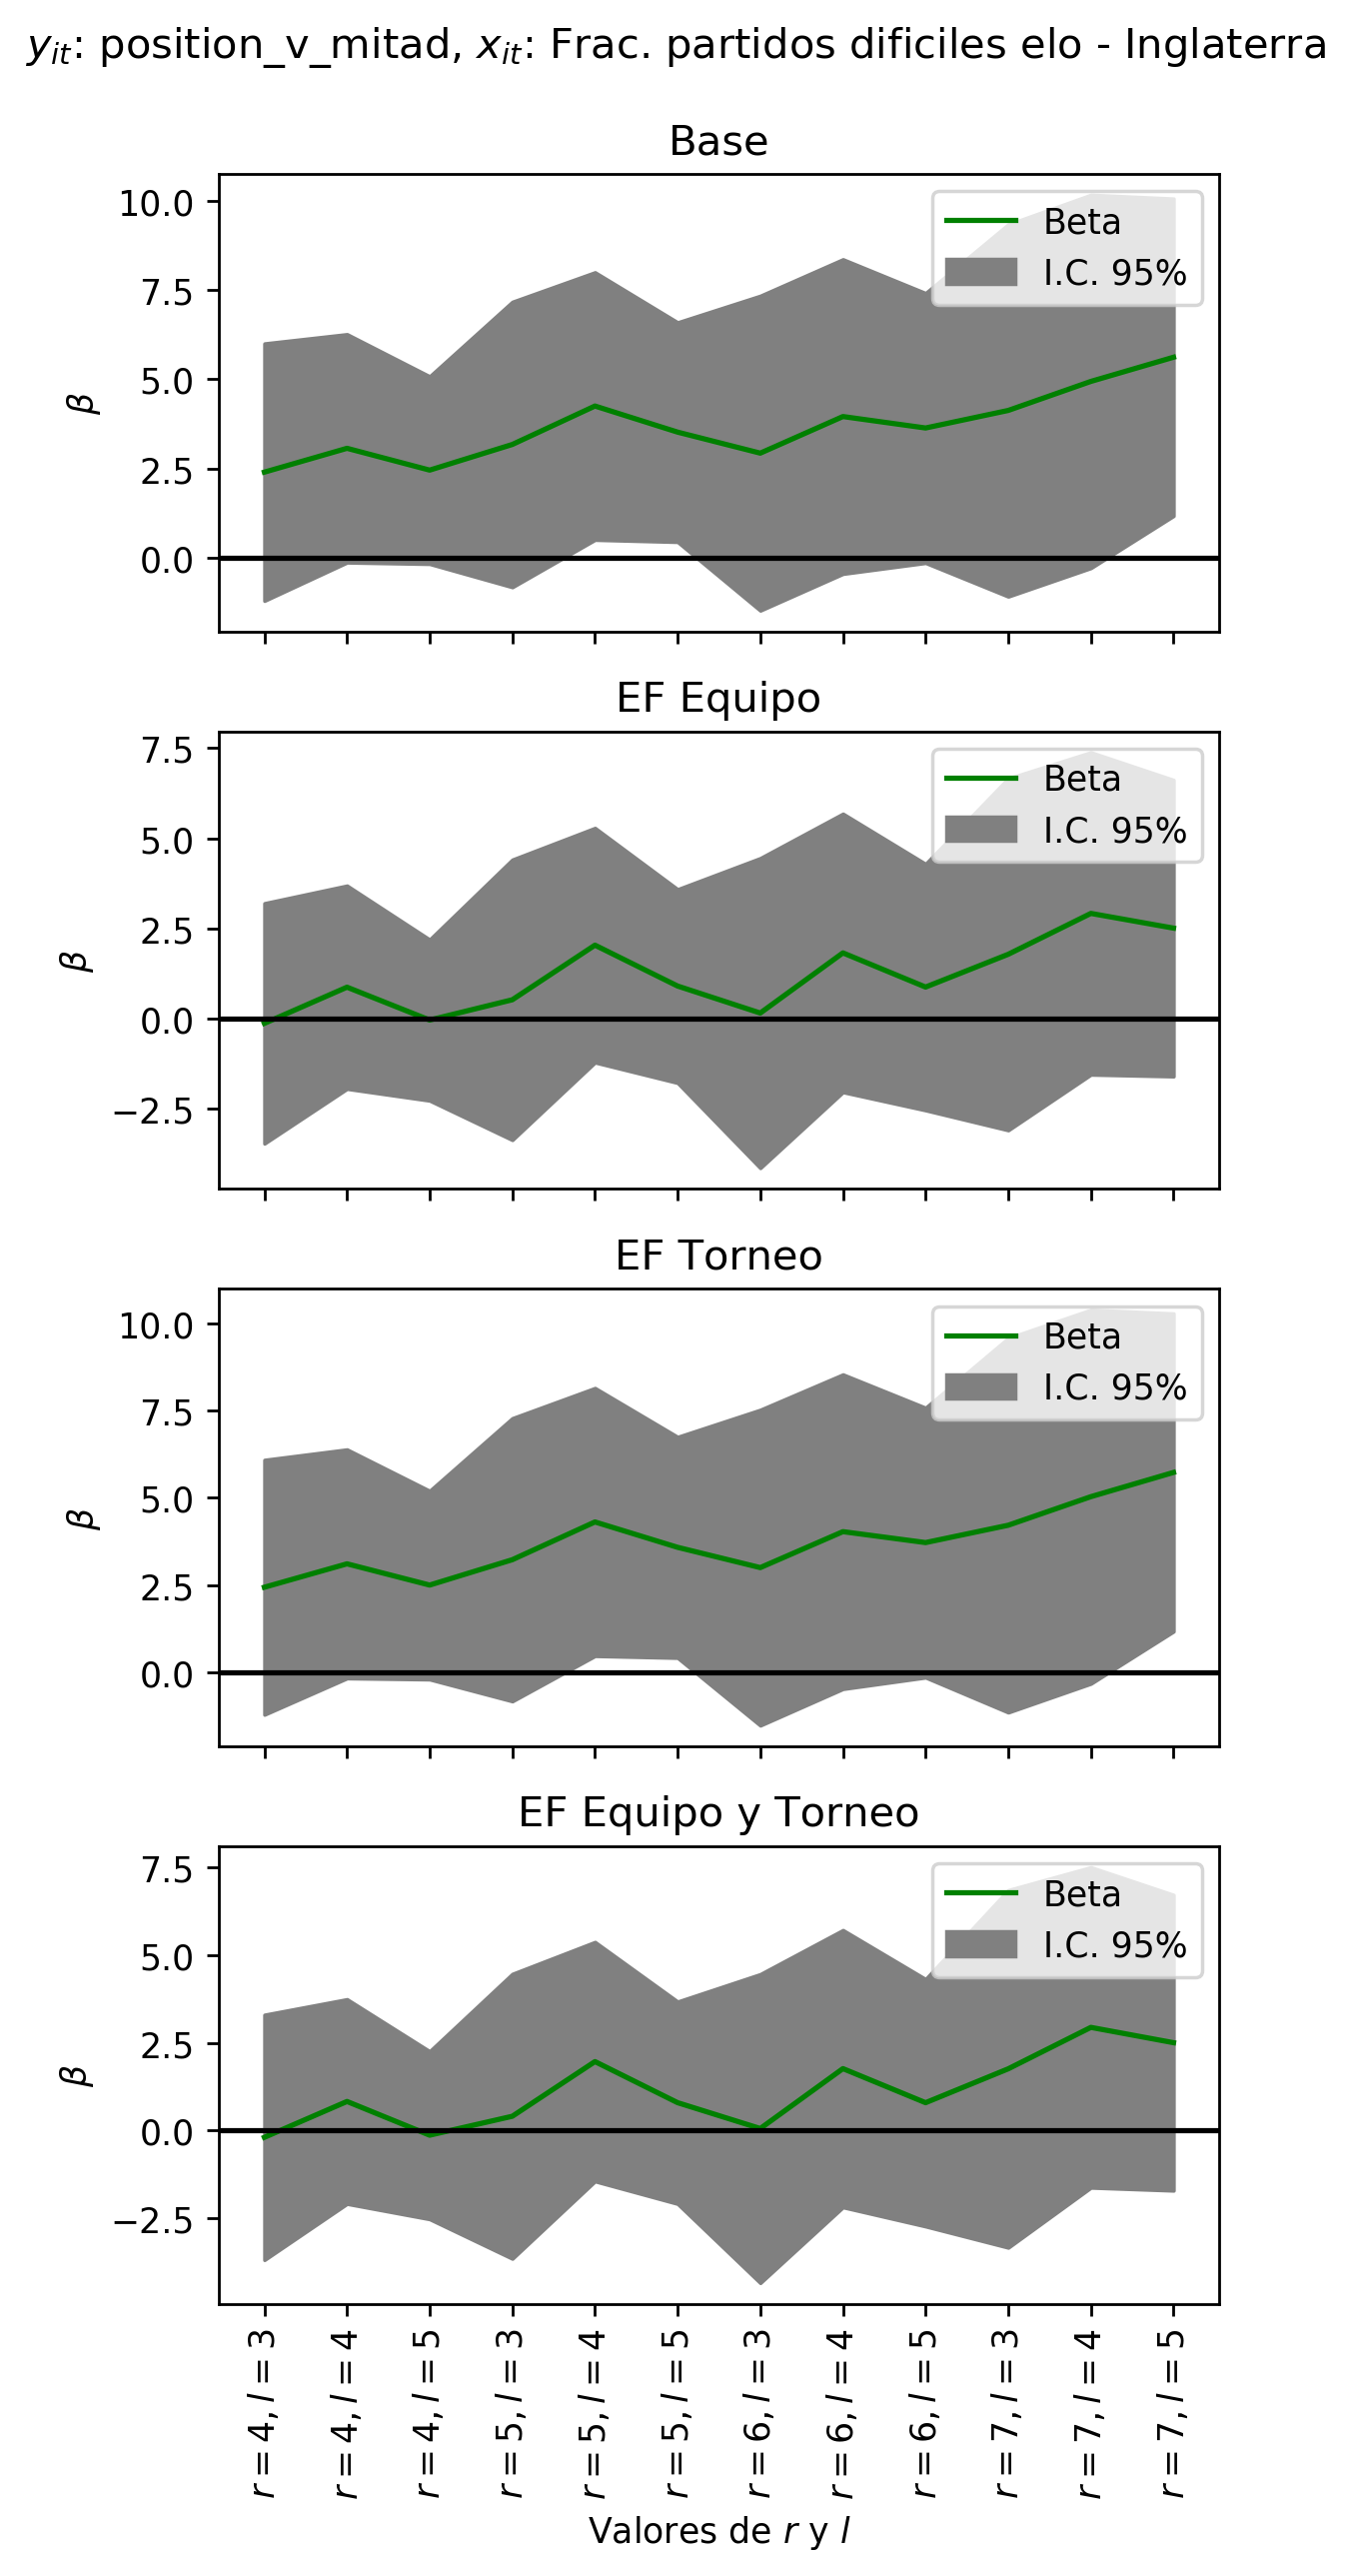 y_it: position_v_mitad, x_it: Frac. partidos dificiles elo - Inglaterra
Base
10.0
7.5
5.0
2.5
0.0
β
Beta
I.C. 95%
EF Equipo
7.5
5.0
2.5
0.0
−2.5
β
Beta
I.C. 95%
EF Torneo
10.0
7.5
5.0
2.5
0.0
β
Beta
I.C. 95%
EF Equipo y Torneo
7.5
5.0
2.5
0.0
−2.5
β
Beta
I.C. 95%
r = 4, l = 3
r = 4, l = 4
r = 4, l = 5
r = 5, l = 3
r = 5, l = 4
r = 5, l = 5
r = 6, l = 3
r = 6, l = 4
r = 6, l = 5
r = 7, l = 3
r = 7, l = 4
r = 7, l = 5
Valores de r y l